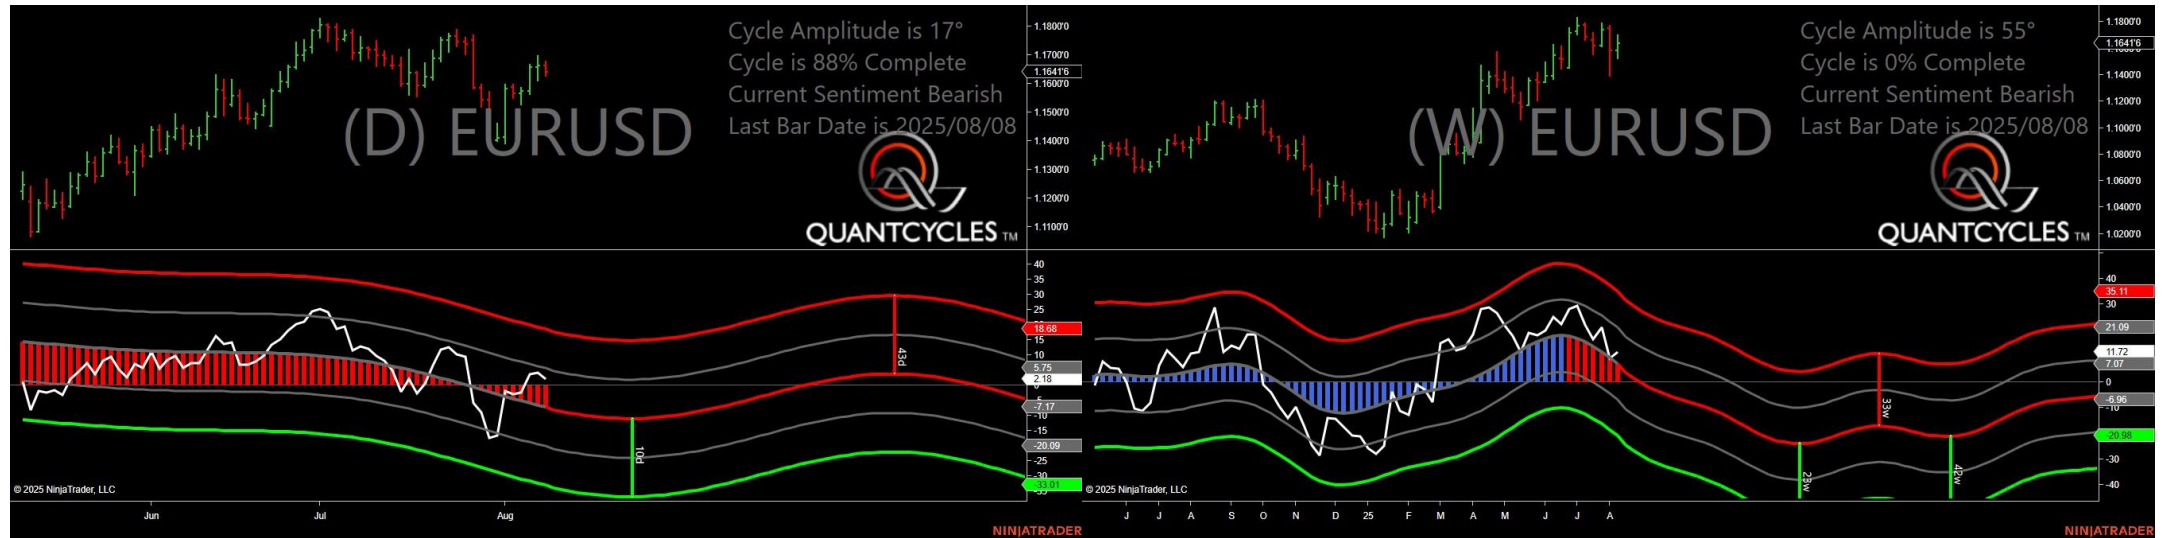 Cycle Amplitude is 17°
Cycle is 88% Complete
Current Sentiment Bearish
Last Bar Date is 2025/08/08
(D) EURUSD
QUANTCYCLES TM
1.1800'0
1.1700'0
1.1641'6
1.1600'0
1.1500'0
1.1400'0
1.1300'0
1.1200'0
1.1100'0
40
35
30
25
18.68
15
10
5.75
2.18
-7.17
-10
-15
-20.09
-25
-33.01
43d
10d
© 2025 NinjaTrader, LLC
Jun Jul Aug
NINJATRADER
Cycle Amplitude is 55°
Cycle is 0% Complete
Current Sentiment Bearish
Last Bar Date is 2025/08/08
(W) EURUSD
QUANTCYCLES TM
1.1800'0
1.1641'6
1.1400'0
1.1200'0
1.1000'0
1.0800'0
1.0600'0
1.0400'0
1.0200'0
40
35.11
30
21.09
11.72
7.07
0
-6.96
-10
-20.98
-30
-40
33w
23w
42w
© 2025 NinjaTrader, LLC
J J A S O N D 25 F M A M J J A
NINJATRADER